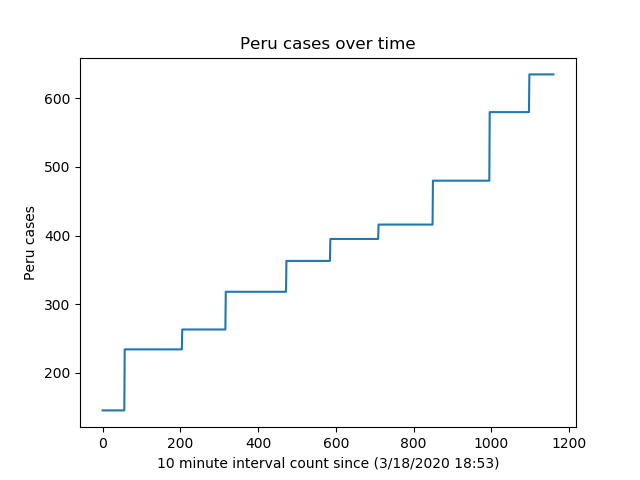 Peru cases over time
600
500
400
300
200
Peru cases
0 200 400 600 800 1000 1200
10 minute interval count since (3/18/2020 18:53)